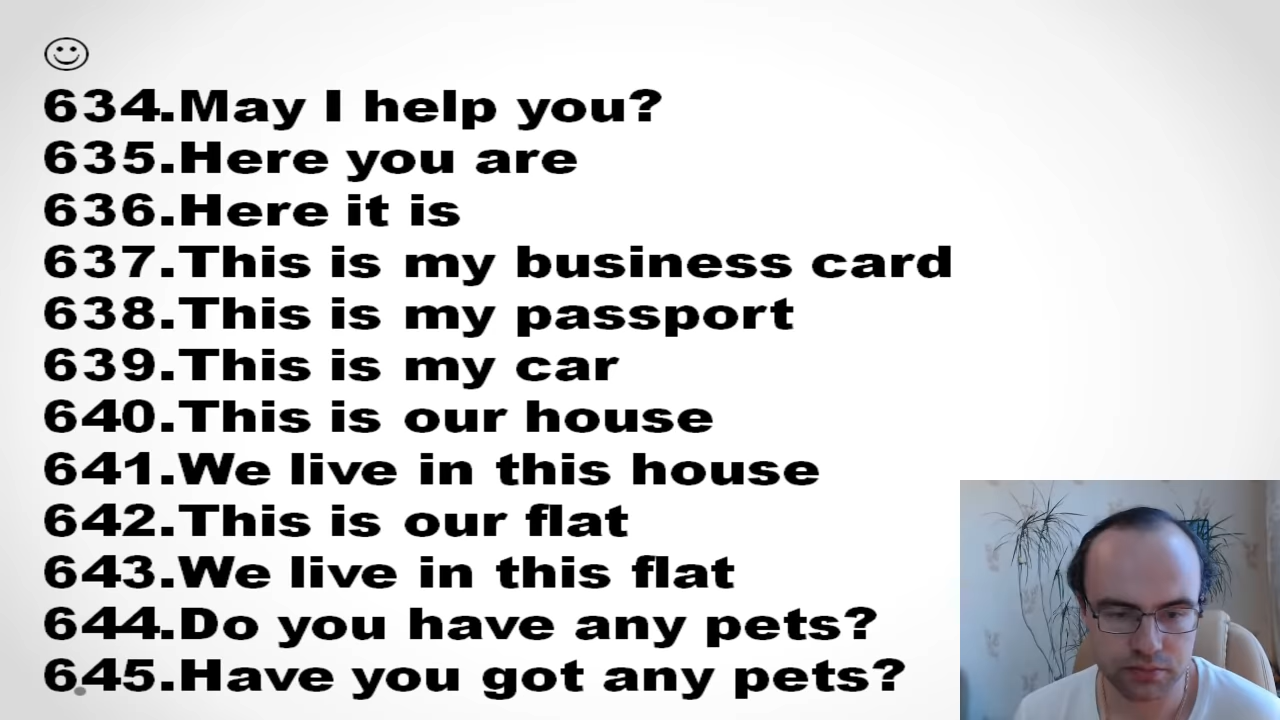 634.May I help you?
635.Here you are
636.Here it is
637.This is my business card
638.This is my passport
639.This is my car
640.This is our house
641.We live in this house
642.This is our flat
643.We live in this flat
644.Do you have any pets?
645.Have you got any pets?